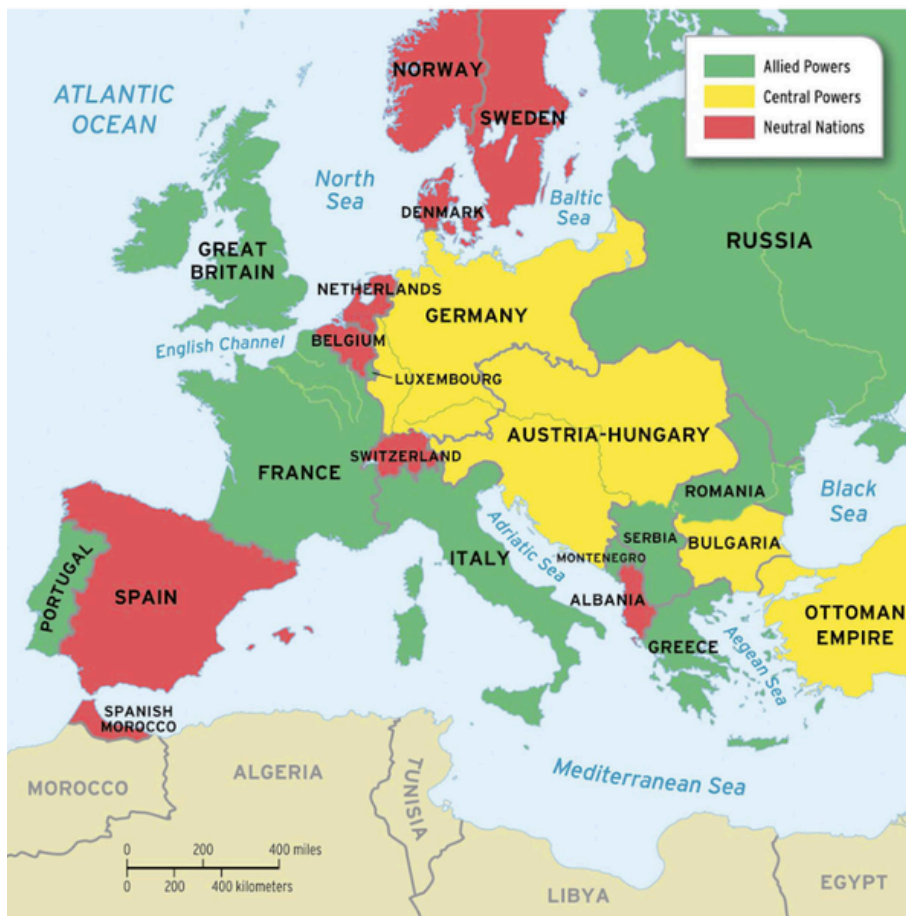 NORWAY
SWEDEN
Allied Powers
Central Powers
Neutral Nations
ATLANTIC
OCEAN
North
Sea
DENMARK
Baltic
Sea
RUSSIA
GREAT
BRITAIN
NETHERLANDS
GERMANY
English Channel
BELGIUM
LUXEMBOURG
AUSTRIA-HUNGARY
SWITZERLAND
FRANCE
ROMANIA
Black
Sea
Adriatic Sea
SERBIA
BULGARIA
ITALY
MONTENEGRO
PORTUGAL
SPAIN
ALBANIA
OTTOMAN
EMPIRE
GREECE
Aegean Sea
SPANISH
MOROCCO
MOROCCO
ALGERIA
TUNISIA
Mediterranean Sea
0 200 400 miles
0 200 400 kilometers
LIBYA
EGYPT